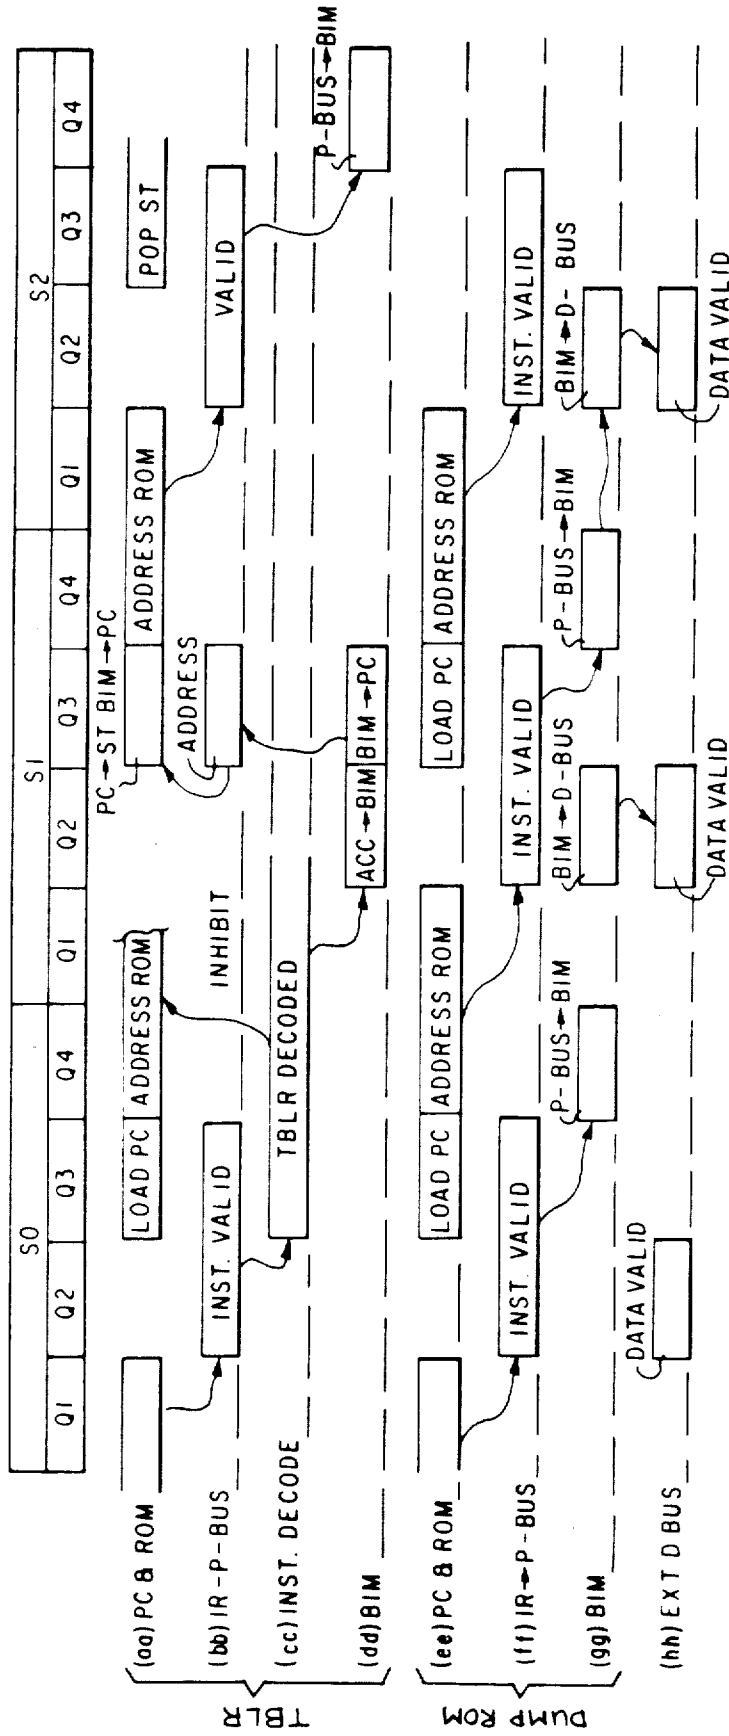 S0 S1 S2
Q1 Q2 Q3 Q4 Q1 Q2 Q3 Q4 Q1 Q2 Q3 Q4
TBLR
PC→ST BIM→PC
(aa) PC & ROM LOAD PC ADDRESS ROM ADDRESS ROM POP ST
ADDRESS
(bb) IR-P-BUS INST. VALID INHIBIT VALID
(cc) INST. DECODE TBLR DECODED
P-BUS→BIM
(dd) BIM ACC→BIM BIM→PC
DUMP ROM
(ee) PC & ROM LOAD PC ADDRESS ROM LOAD PC ADDRESS ROM
(ff) IR→P-BUS INST. VALID INST. VALID INST. VALID
P-BUS→BIM BIM→D-BUS P-BUS→BIM BIM→D- BUS
(gg) BIM
DATA VALID
(hh) EXT D BUS
DATA VALID DATA VALID